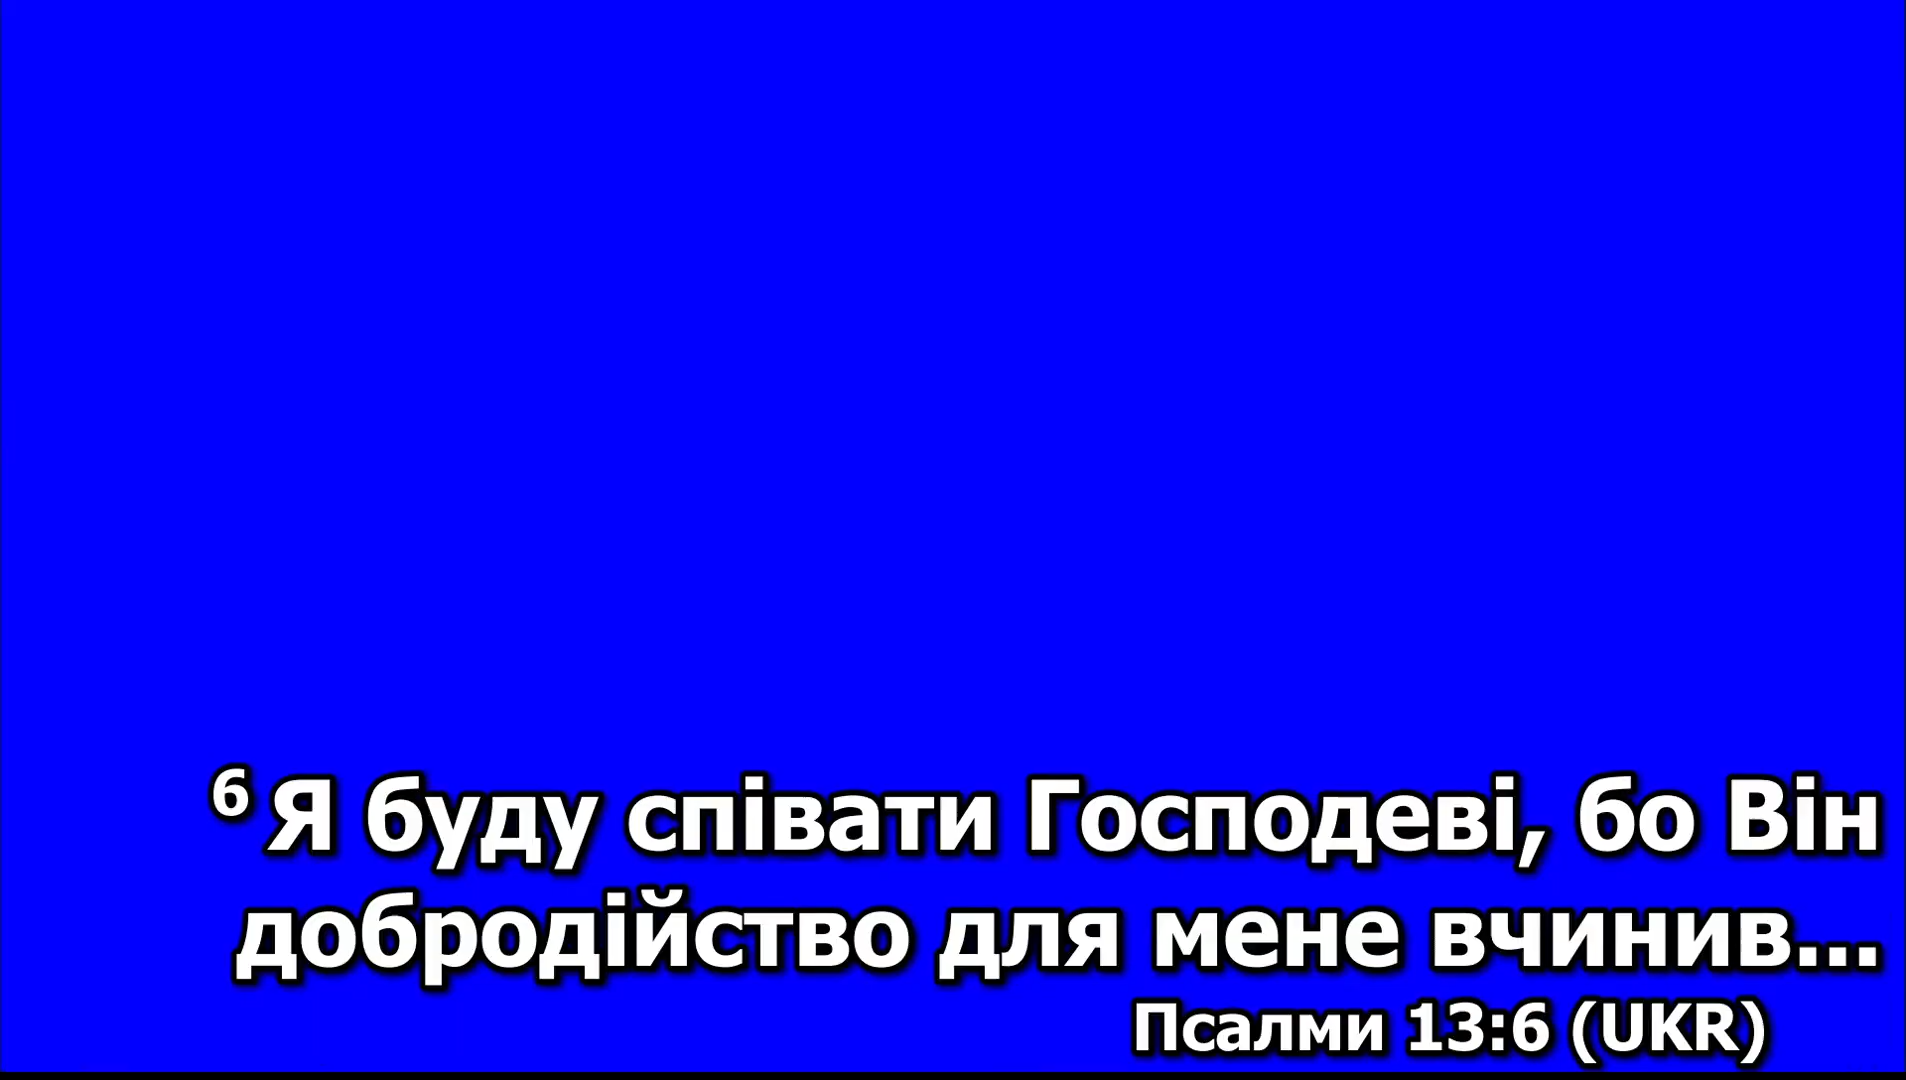 6 Я буду співати Господеві, бо Він
добродійство для мене вчинив...
Псалми 13:6 (UKR)